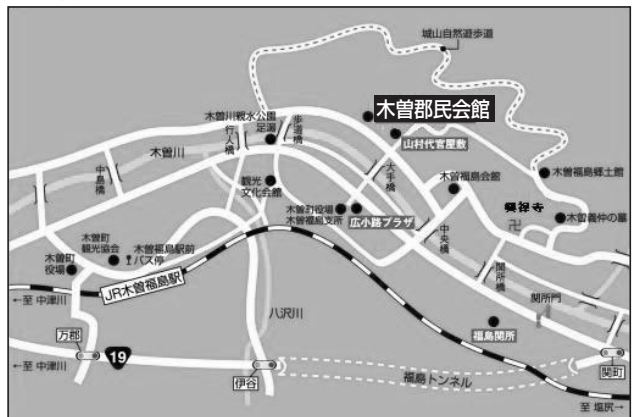 城山自然遊歩道
木曽郡民会館
木曽川親水公園
足湯
歩道橋
行人橋
山村代官屋敷
木曽川
中島橋
大手橋
木曽福島郷土館
木曽福島会館
観光
文化会館
興禅寺
木曽町役場
木曽福島支所
広小路プラザ
木曽義仲の墓
中央橋
木曽町
観光協会
木曽福島駅前
バス停
木曽町
役場
関所橋
関所門
JR木曽福島駅
←至 中津川
八沢川
福島関所
万郡
19
伊谷
福島トンネル
関町
←至 中津川
至 塩尻→